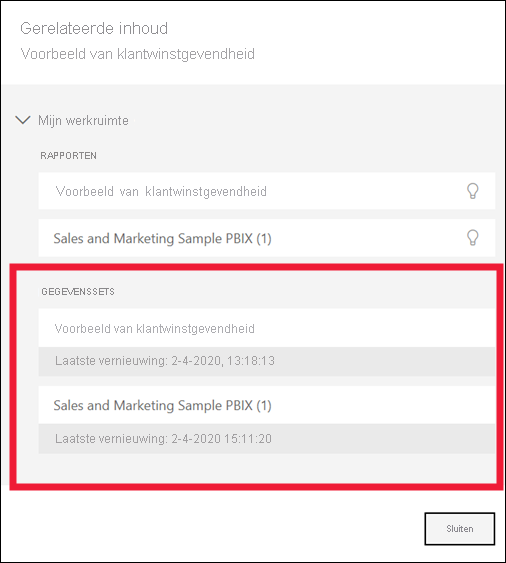 Gerelateerde inhoud
Voorbeeld van klantwinstgevendheid
Mijn werkruimte
RAPPORTEN
Voorbeeld van klantwinstgevendheid
Sales and Marketing Sample PBIX (1)
GEGEVENSSETS
Voorbeeld van klantwinstgevendheid
Laatste vernieuwing: 2-4-2020, 13:18:13
Sales and Marketing Sample PBIX (1)
Laatste vernieuwing: 2-4-2020 15:11:20
Sluiten